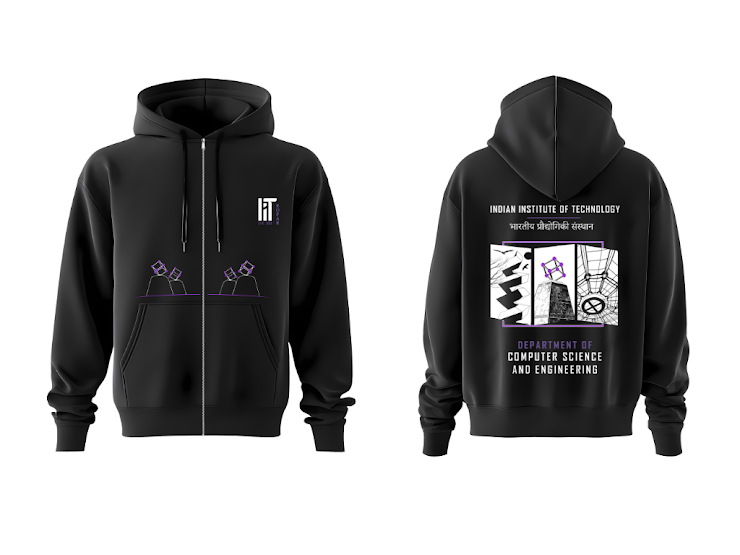 IIT
INDIAN INSTITUTE OF TECHNOLOGY
भारतीय प्रौद्योगिकी संस्थान
DEPARTMENT OF
COMPUTER SCIENCE
AND ENGINEERING